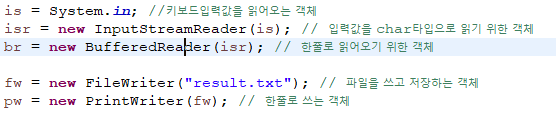 is = System.in; //키보드입력값을 읽어오는 객체
isr = new InputStreamReader(is); // 입력값을 char타입으로 읽기 위한 객체
br = new BufferedReader(isr); // 한줄로 읽어오기 위한 객체
fw = new FileWriter("result.txt"); // 파일을 쓰고 저장하는 객체
pw = new PrintWriter(fw); // 한줄로 쓰는 객체